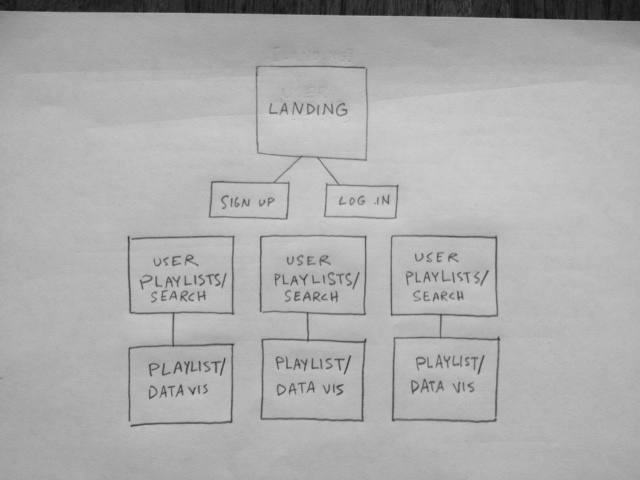 LANDING
SIGN UP
LOG IN
USER
PLAYLISTS/
SEARCH
USER
PLAYLISTS/
SEARCH
USER
PLAYLISTS/
SEARCH
PLAYLIST/
DATA VIS
PLAYLIST/
DATA VIS
PLAYLIST/
DATA VIS